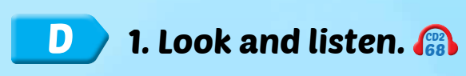 D 1. Look and listen. CD2
68